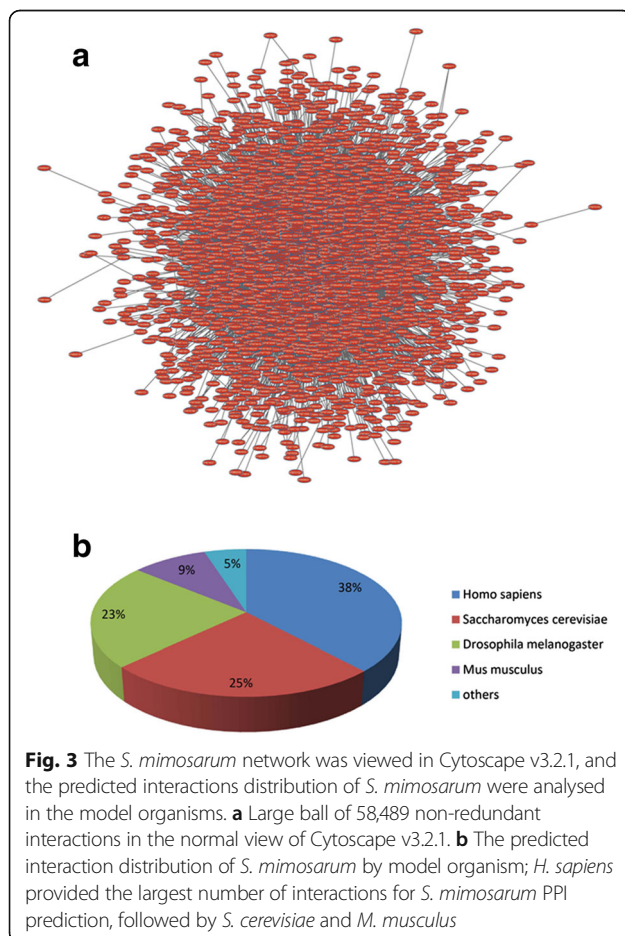 a
b
5%
9%
38%
23%
25%
Homo sapiens
Saccharomyces cerevisiae
Drosophila melanogaster
Mus musculus
others
Fig. 3 The S. mimosarum network was viewed in Cytoscape v3.2.1, and
the predicted interactions distribution of S. mimosarum were analysed
in the model organisms. a Large ball of 58,489 non-redundant
interactions in the normal view of Cytoscape v3.2.1. b The predicted
interaction distribution of S. mimosarum by model organism; H. sapiens
provided the largest number of interactions for S. mimosarum PPI
prediction, followed by S. cerevisiae and M. musculus